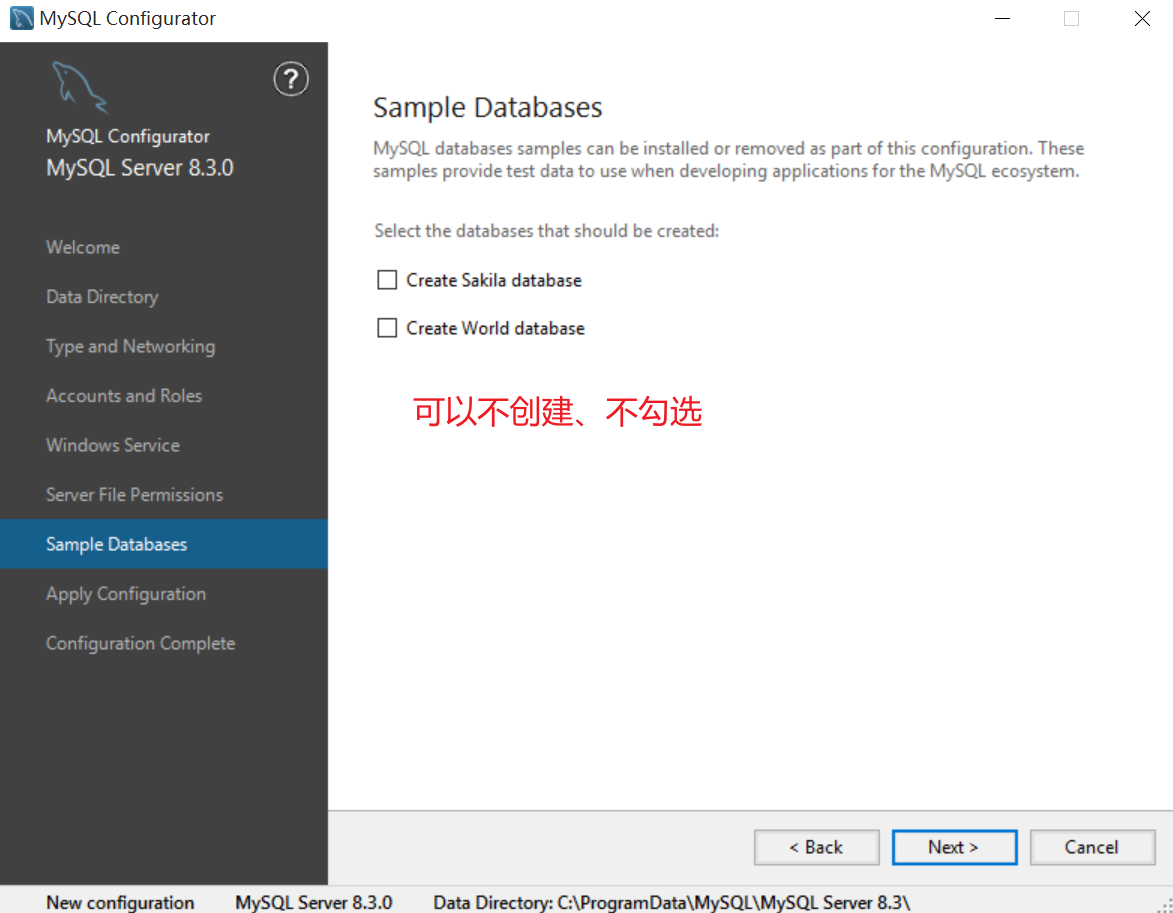 MySQL Configurator
MySQL Configurator
MySQL Server 8.3.0
Welcome
Data Directory
Type and Networking
Accounts and Roles
Windows Service
Server File Permissions
Sample Databases
Apply Configuration
Configuration Complete
?
Sample Databases
MySQL databases samples can be installed or removed as part of this configuration. These
samples provide test data to use when developing applications for the MySQL ecosystem.
Select the databases that should be created:
Create Sakila database
Create World database
可以不创建、不勾选
< Back
Next >
Cancel
New configuration
MySQL Server 8.3.0
Data Directory: C:\ProgramData\MySQL\MySQL Server 8.3\